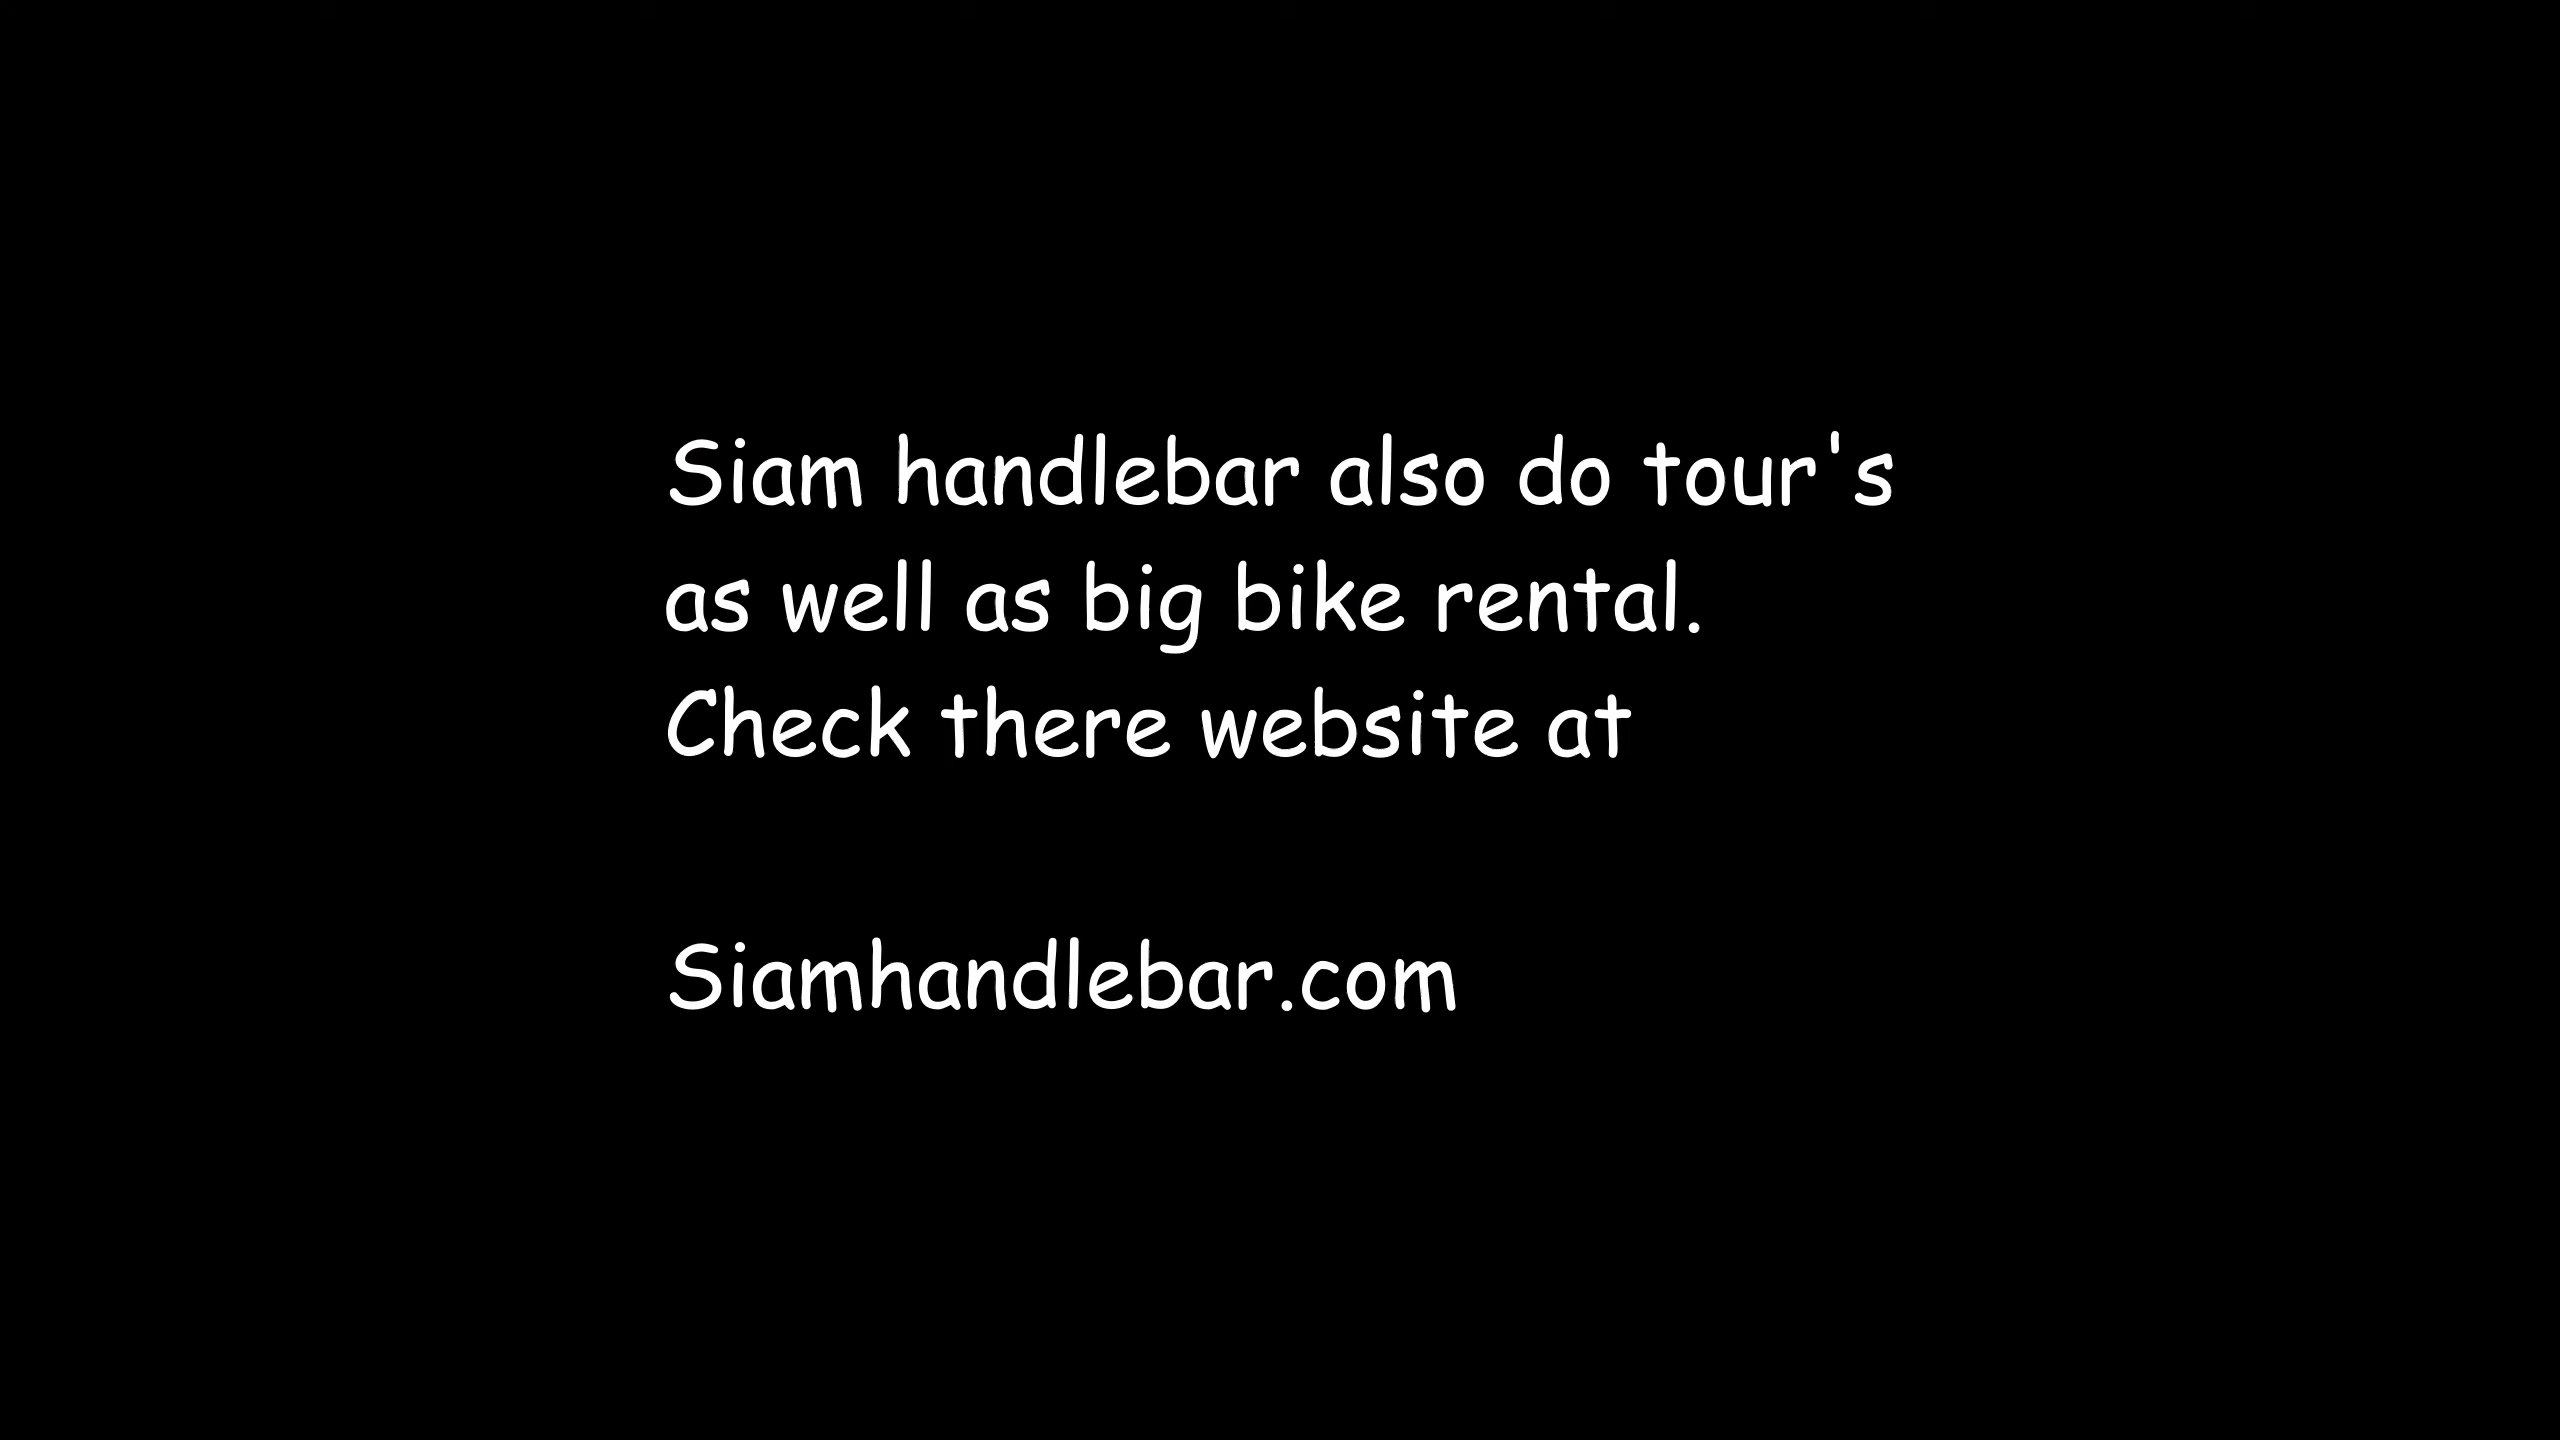 Siam handlebar also do tour's
as well as big bike rental.
Check there website at
Siamhandlebar.com